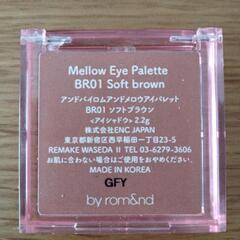 Mellow Eye Palette
BR01 Soft brown
アンドバイロムアンドメロウアイパレット
BR01 ソフトブラウン
<アイシャドウ> 2.2g
株式会社ENC JAPAN
東京都新宿区西早稲田一丁目23-5
REMAKE WASEDA II TEL 03-6279-3606
お肌に合わない場合はご使用をおやめください
MADE IN KOREA
GFY
by rom&nd